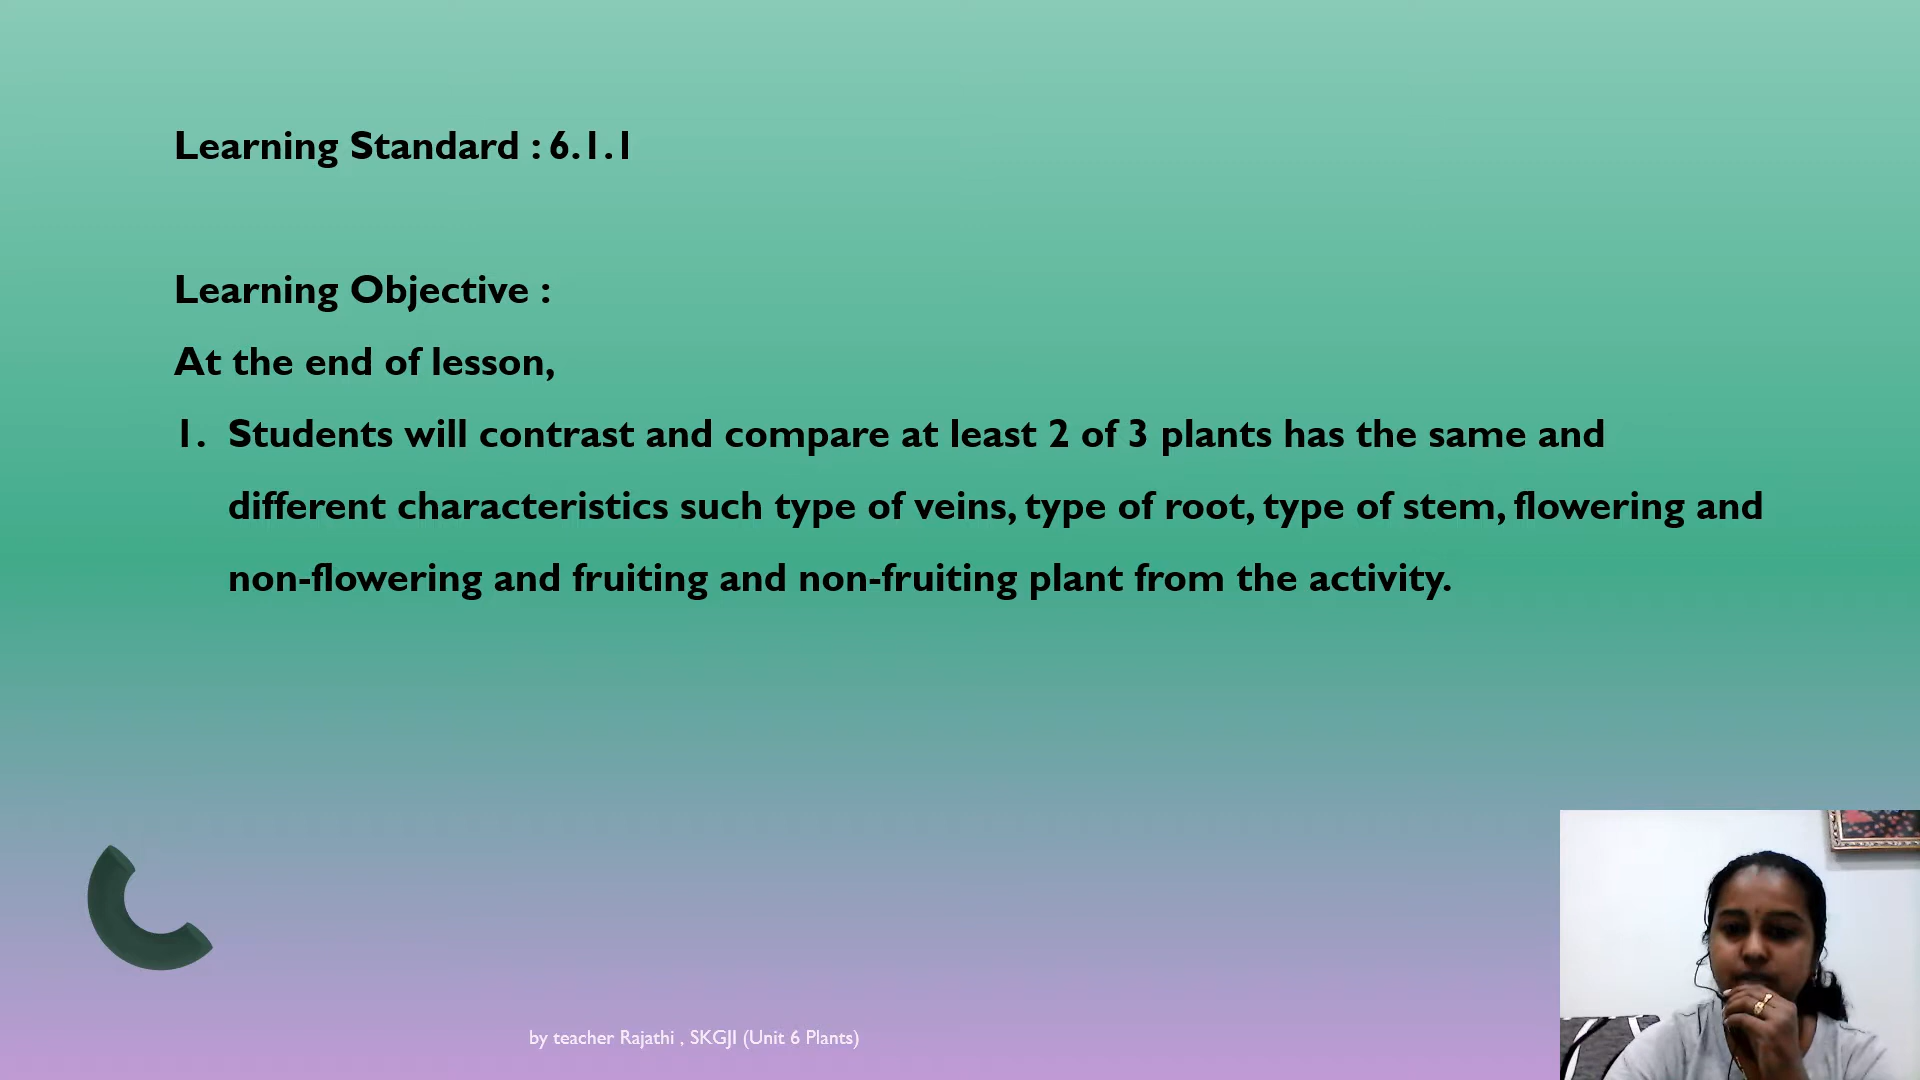 Learning Standard : 6.1.1
Learning Objective :
At the end of lesson,
1. Students will contrast and compare at least 2 of 3 plants has the same and
different characteristics such type of veins, type of root, type of stem, flowering and
non-flowering and fruiting and non-fruiting plant from the activity.
by teacher Rajathi , SKGJI (Unit 6 Plants)